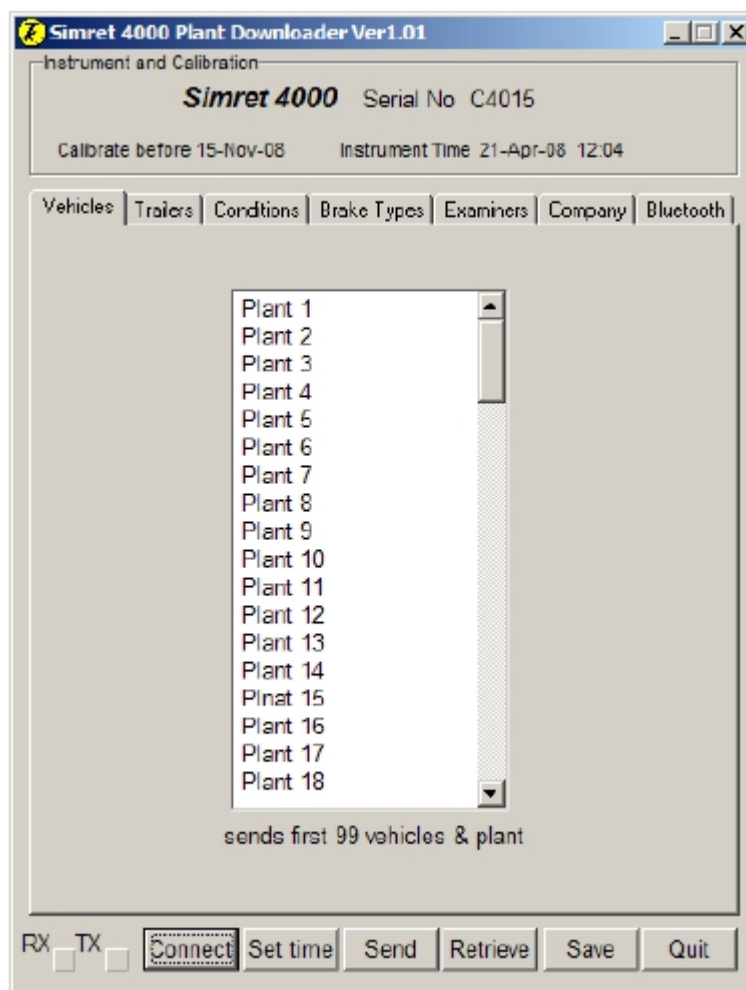 Simret 4000 Plant Downloader Ver1.01
Instrument and Calibration
Simret 4000 Serial No C4015
Calibrate before 15-Nov-08 Instrument Time 21-Apr-08 12:04
Vehicles Trailers Conditions Brake Types Examiners Company Bluetooth
Plant 1
Plant 2
Plant 3
Plant 4
Plant 5
Plant 6
Plant 7
Plant 8
Plant 9
Plant 10
Plant 11
Plant 12
Plant 13
Plant 14
Plnat 15
Plant 16
Plant 17
Plant 18
sends first 99 vehicles & plant
RX TX Connect Set time Send Retrieve Save Quit